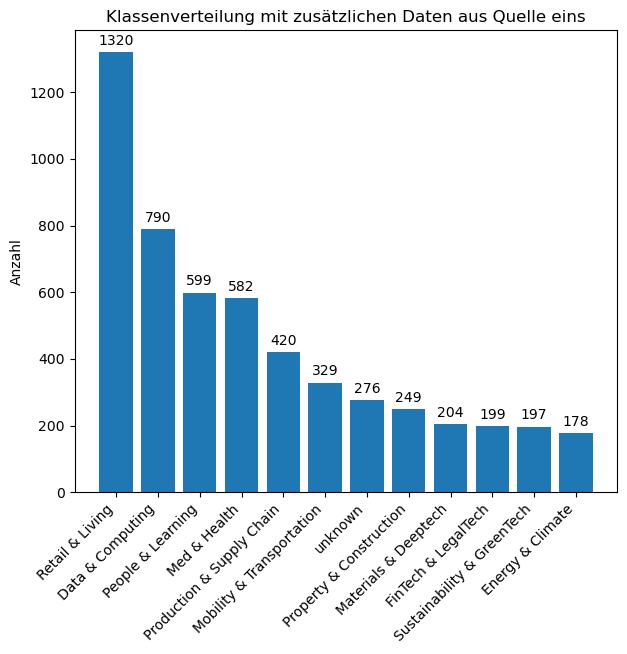 Klassenverteilung mit zusätzlichen Daten aus Quelle eins
Anzahl
1200
1000
800
600
400
200
0
1320
790
599
582
420
329
276
249
204
199
197
178
Retail & Living
Data & Computing
People & Learning
Med & Health
Production & Supply Chain
Mobility & Transportation
unknown
Property & Construction
Materials & Deeptech
FinTech & LegalTech
Sustainability & GreenTech
Energy & Climate